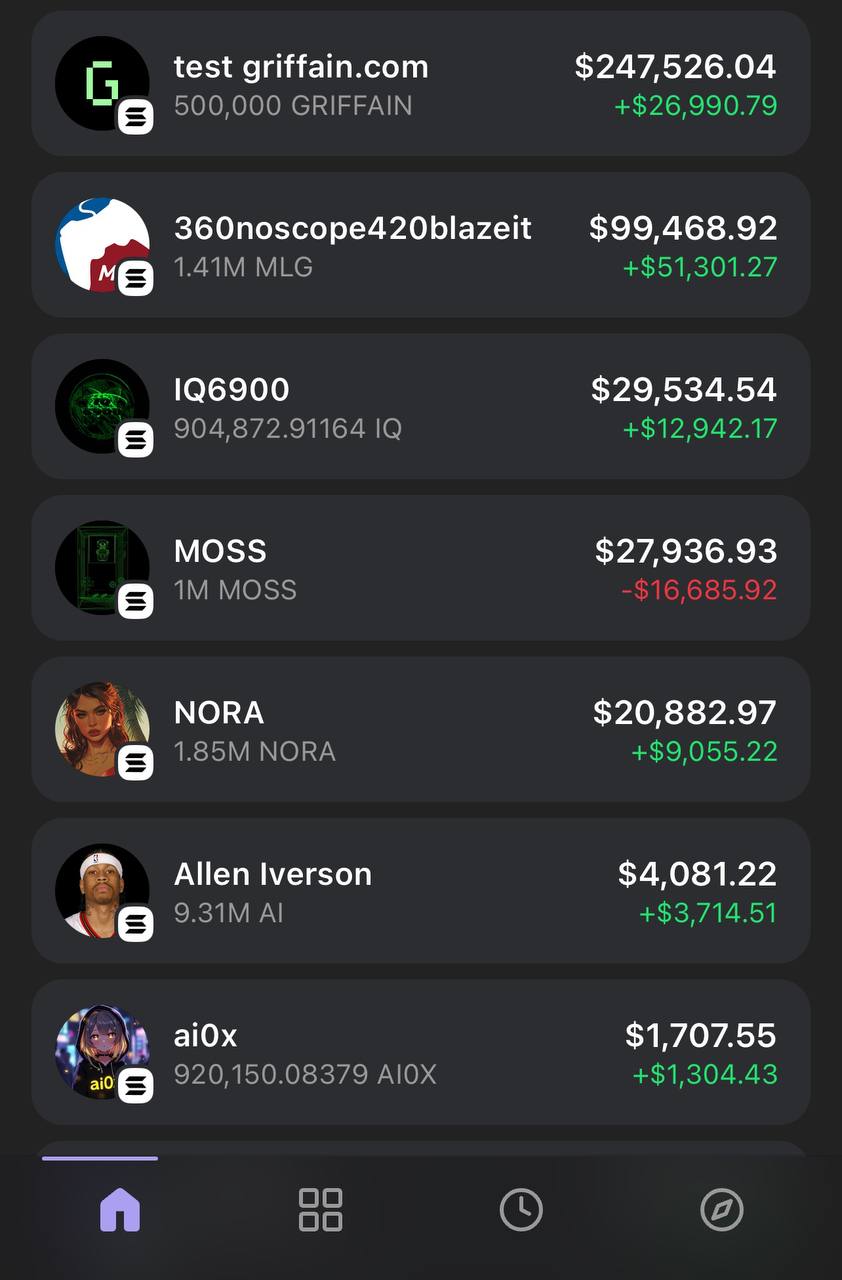 G
test griffain.com
$247,526.04
500,000 GRIFFAIN
+$26,990.79
360noscope420blazeit
$99,468.92
M
1.41M MLG
+$51,301.27
IQ6900
$29,534.54
904,872.91164 IQ
+$12,942.17
MOSS
$27,936.93
1M MOSS
-$16,685.92
NORA
$20,882.97
1.85M NORA
+$9,055.22
Allen Iverson
$4,081.22
9.31M AI
+$3,714.51
ai0x
$1,707.55
ai0
920,150.08379 AI0X
+$1,304.43